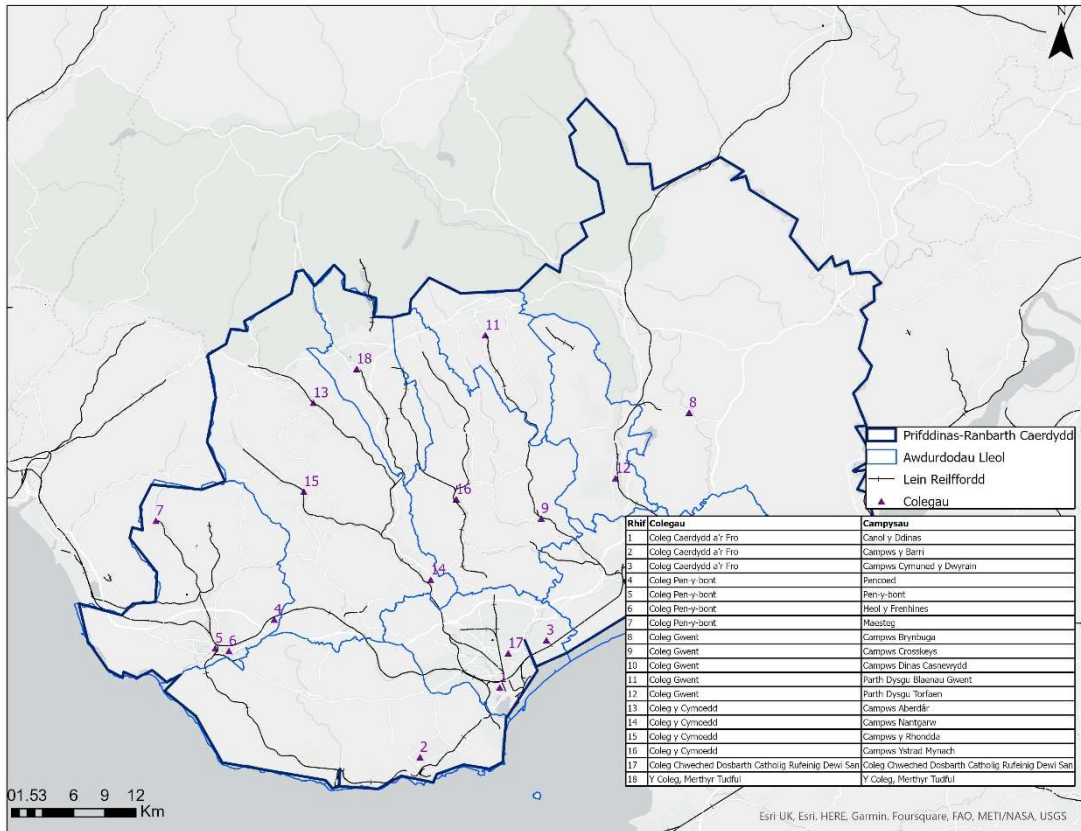 N
11
18
13
8
12
15
16
7
9
14
4
3
5
6
17
1
2
Prifddinas-Ranbarth Caerdydd
Awdurdodau Lleol
Lein Reilffordd
Colegau
Rhif Colegau Campysau
1 Coleg Caerdydd a'r Fro Canol y Ddinas
2 Coleg Caerdydd a'r Fro Campws y Barri
3 Coleg Caerdydd a'r Fro Campws Cymuned y Dwyrain
4 Coleg Pen-y-bont Pencoed
5 Coleg Pen-y-bont Pen-y-bont
6 Coleg Pen-y-bont Heol y Frenhines
7 Coleg Pen-y-bont Maesteg
8 Coleg Gwent Campws Brynbuga
9 Coleg Gwent Campws Crosskeys
10 Coleg Gwent Campws Dinas Casnewydd
11 Coleg Gwent Parth Dysgu Blaenau Gwent
12 Coleg Gwent Parth Dysgu Torfaen
13 Coleg y Cymoedd Campws Aberdâr
14 Coleg y Cymoedd Campws Nantgarw
15 Coleg y Cymoedd Campws y Rhondda
16 Coleg y Cymoedd Campws Ystrad Mynach
17 Coleg Chweched Dosbarth Catholig Rufeinig Dewi San Coleg Chweched Dosbarth Catholig Rufeinig Dewi San
18 Y Coleg, Merthyr Tudful Y Coleg, Merthyr Tudful
01.53 6 9 12
Km
Esri UK, Esri, HERE, Garmin, Foursquare, FAO, METI/NASA, USGS